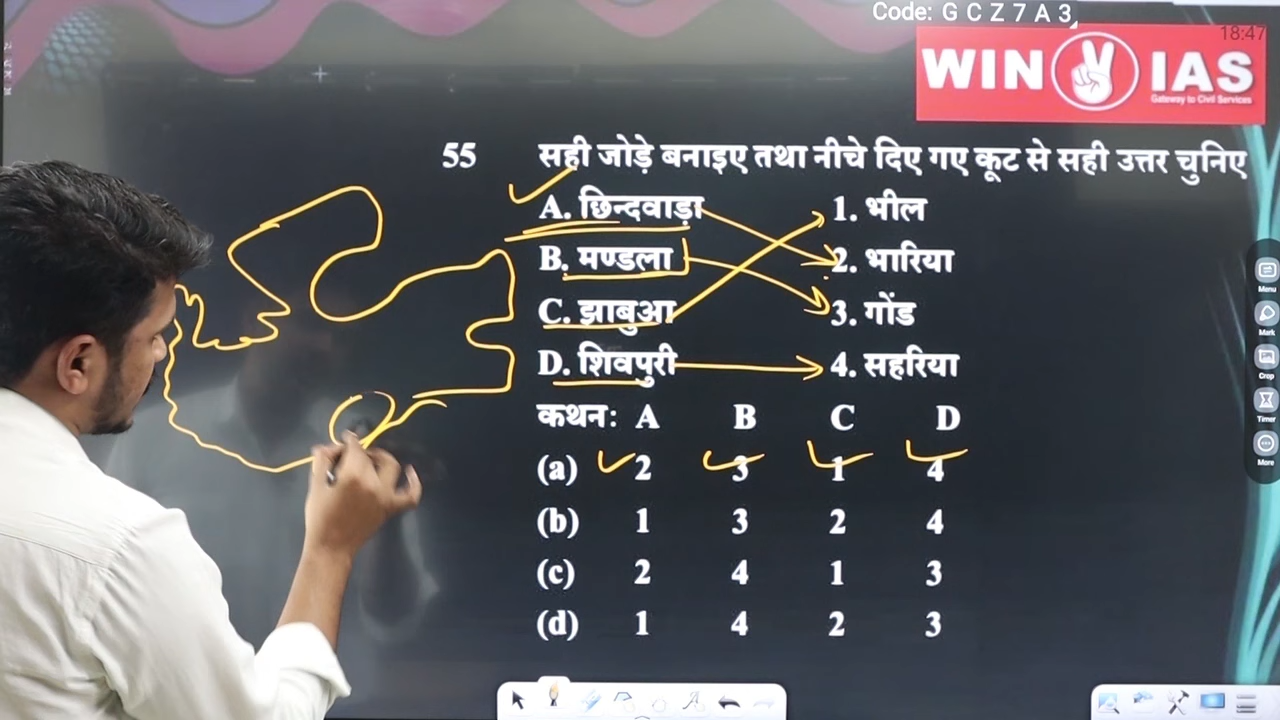 Code: G C Z 7 A 3
18:47
WIN IAS
Gateway to Civil Services
55 सही जोड़े बनाइए तथा नीचे दिए गए कूट से सही उत्तर चुनिए
A. छिन्दवाड़ा 1. भील
B. मण्डला 2. भारिया
C. झाबुआ 3. गोंड
D. शिवपुरी 4. सहरिया
कथनः A B C D
(a) 2 3 1 4
(b) 1 3 2 4
(c) 2 4 1 3
(d) 1 4 2 3
Menu
Mark
Crop
Timer
More